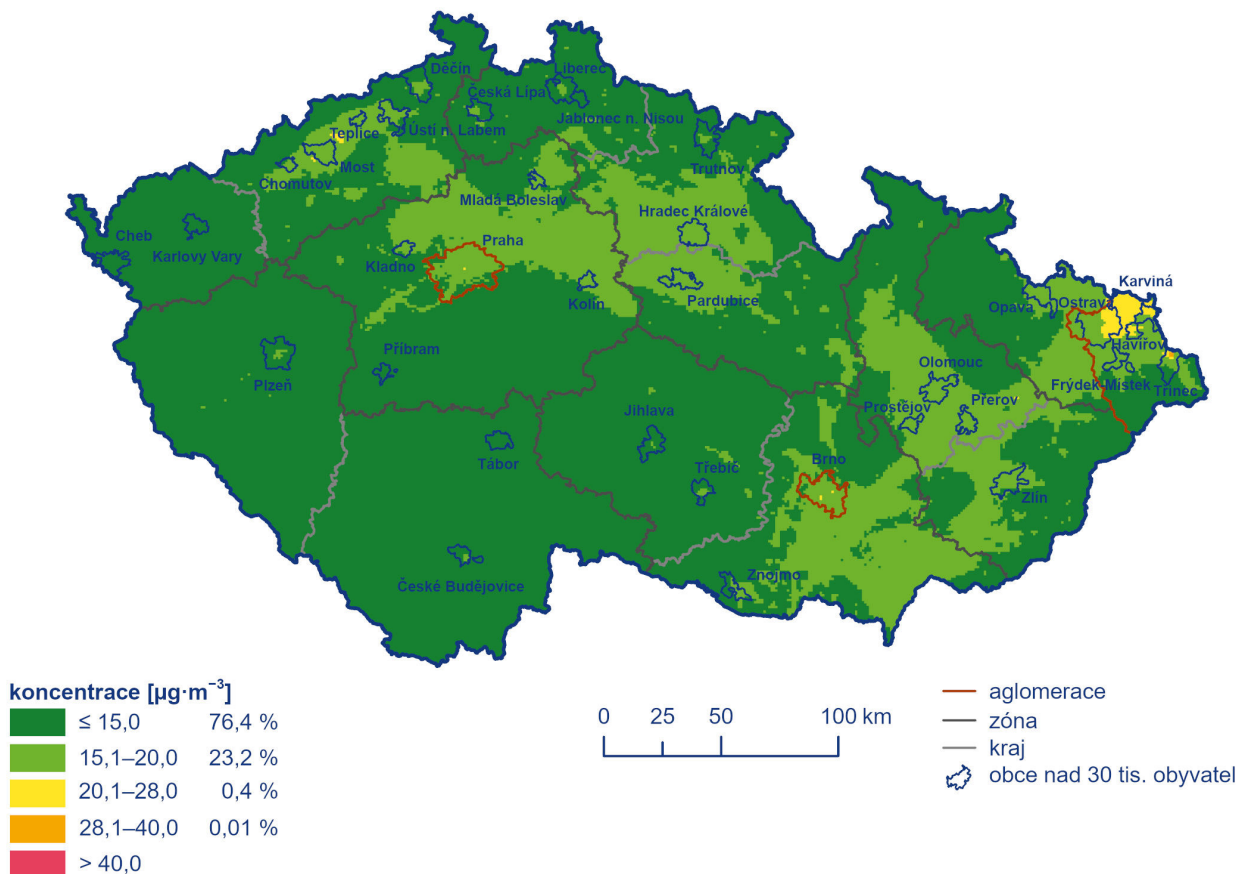 Děčín
Liberec
Česká Lípa
Jablonec n. Nisou
Teplice
Ústí n. Labem
Most
Chomutov
Trutnov
Mladá Boleslav
Hradec Králové
Cheb
Karlovy Vary
Praha
Kladno
Kolín
Pardubice
Karviná
Opava
Ostrava
Havířov
Plzeň
Příbram
Olomouc
Frýdek-Místek
Třinec
Prostějov
Přerov
Jihlava
Tábor
Třebíč
Brno
Zlín
České Budějovice
Znojmo
koncentrace [µg·m⁻³]
≤ 15,0 76,4 %
15,1–20,0 23,2 %
20,1–28,0 0,4 %
28,1–40,0 0,01 %
> 40,0
0 25 50 100 km
aglomerace
zóna
kraj
obce nad 30 tis. obyvatel